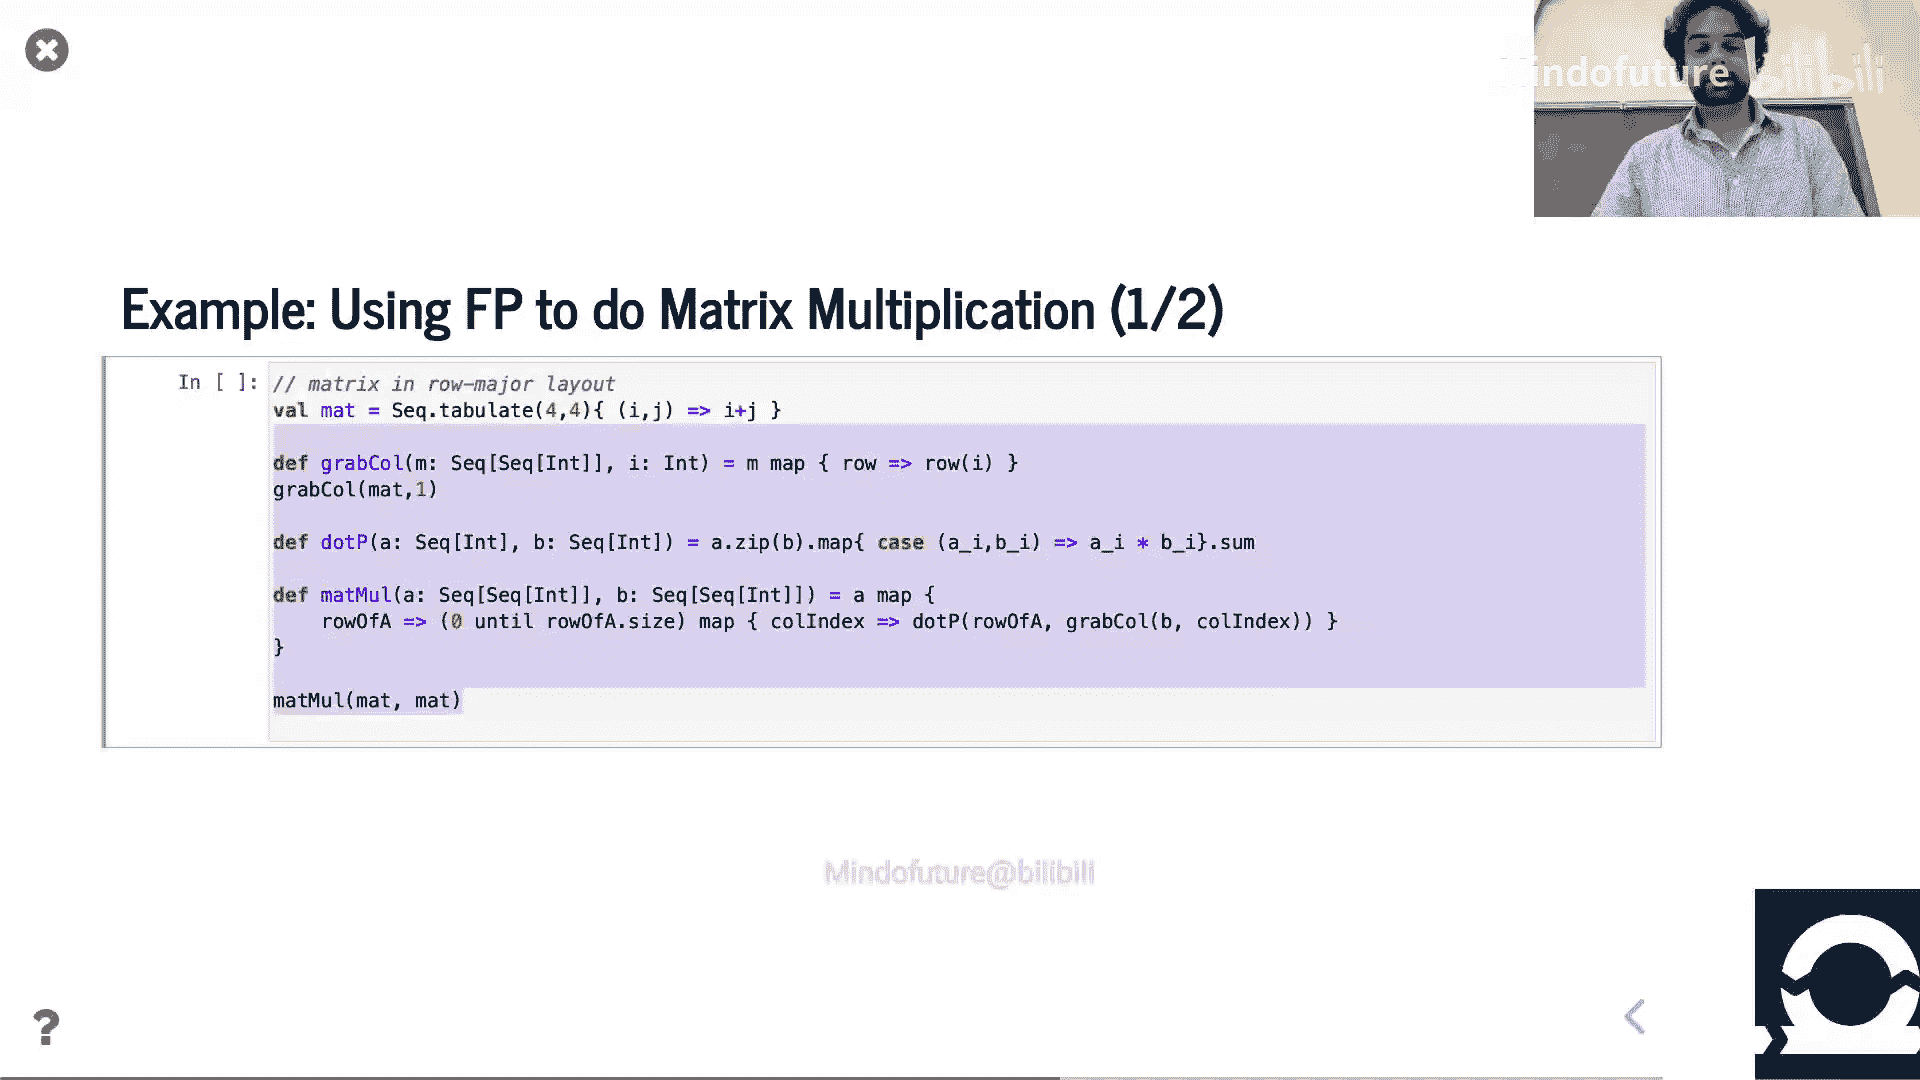 Mindofuture bilibili
Example: Using FP to do Matrix Multiplication (1/2)
In [ ]:
// matrix in row-major layout
val mat = Seq.tabulate(4,4){ (i,j) => i+j }
def grabCol(m: Seq[Seq[Int]], i: Int) = m map { row => row(i) }
grabCol(mat,1)
def dotP(a: Seq[Int], b: Seq[Int]) = a.zip(b).map{ case (a_i,b_i) => a_i * b_i}.sum
def matMul(a: Seq[Seq[Int]], b: Seq[Seq[Int]]) = a map {
    rowOfA => (0 until rowOfA.size) map { colIndex => dotP(rowOfA, grabCol(b, colIndex)) }
}
matMul(mat, mat)
Mindofuture@bilibili
?